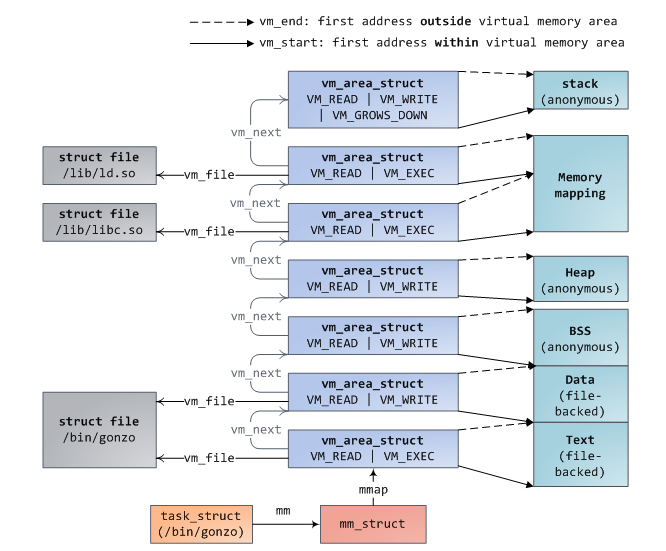 vm_end: first address outside virtual memory area
vm_start: first address within virtual memory area
vm_area_struct
VM_READ | VM_WRITE
| VM_GROWS_DOWN
stack
(anonymous)
vm_next
struct file
/lib/ld.so
vm_file
vm_area_struct
VM_READ | VM_EXEC
Memory
mapping
vm_next
struct file
/lib/libc.so
vm_file
vm_area_struct
VM_READ | VM_EXEC
vm_next
vm_area_struct
VM_READ | VM_WRITE
Heap
(anonymous)
vm_next
vm_area_struct
VM_READ | VM_WRITE
BSS
(anonymous)
vm_next
vm_area_struct
VM_READ | VM_WRITE
vm_file
Data
(file-
backed)
struct file
/bin/gonzo
vm_next
vm_area_struct
VM_READ | VM_EXEC
vm_file
Text
(file-
backed)
mmap
task_struct
(/bin/gonzo)
mm
mm_struct